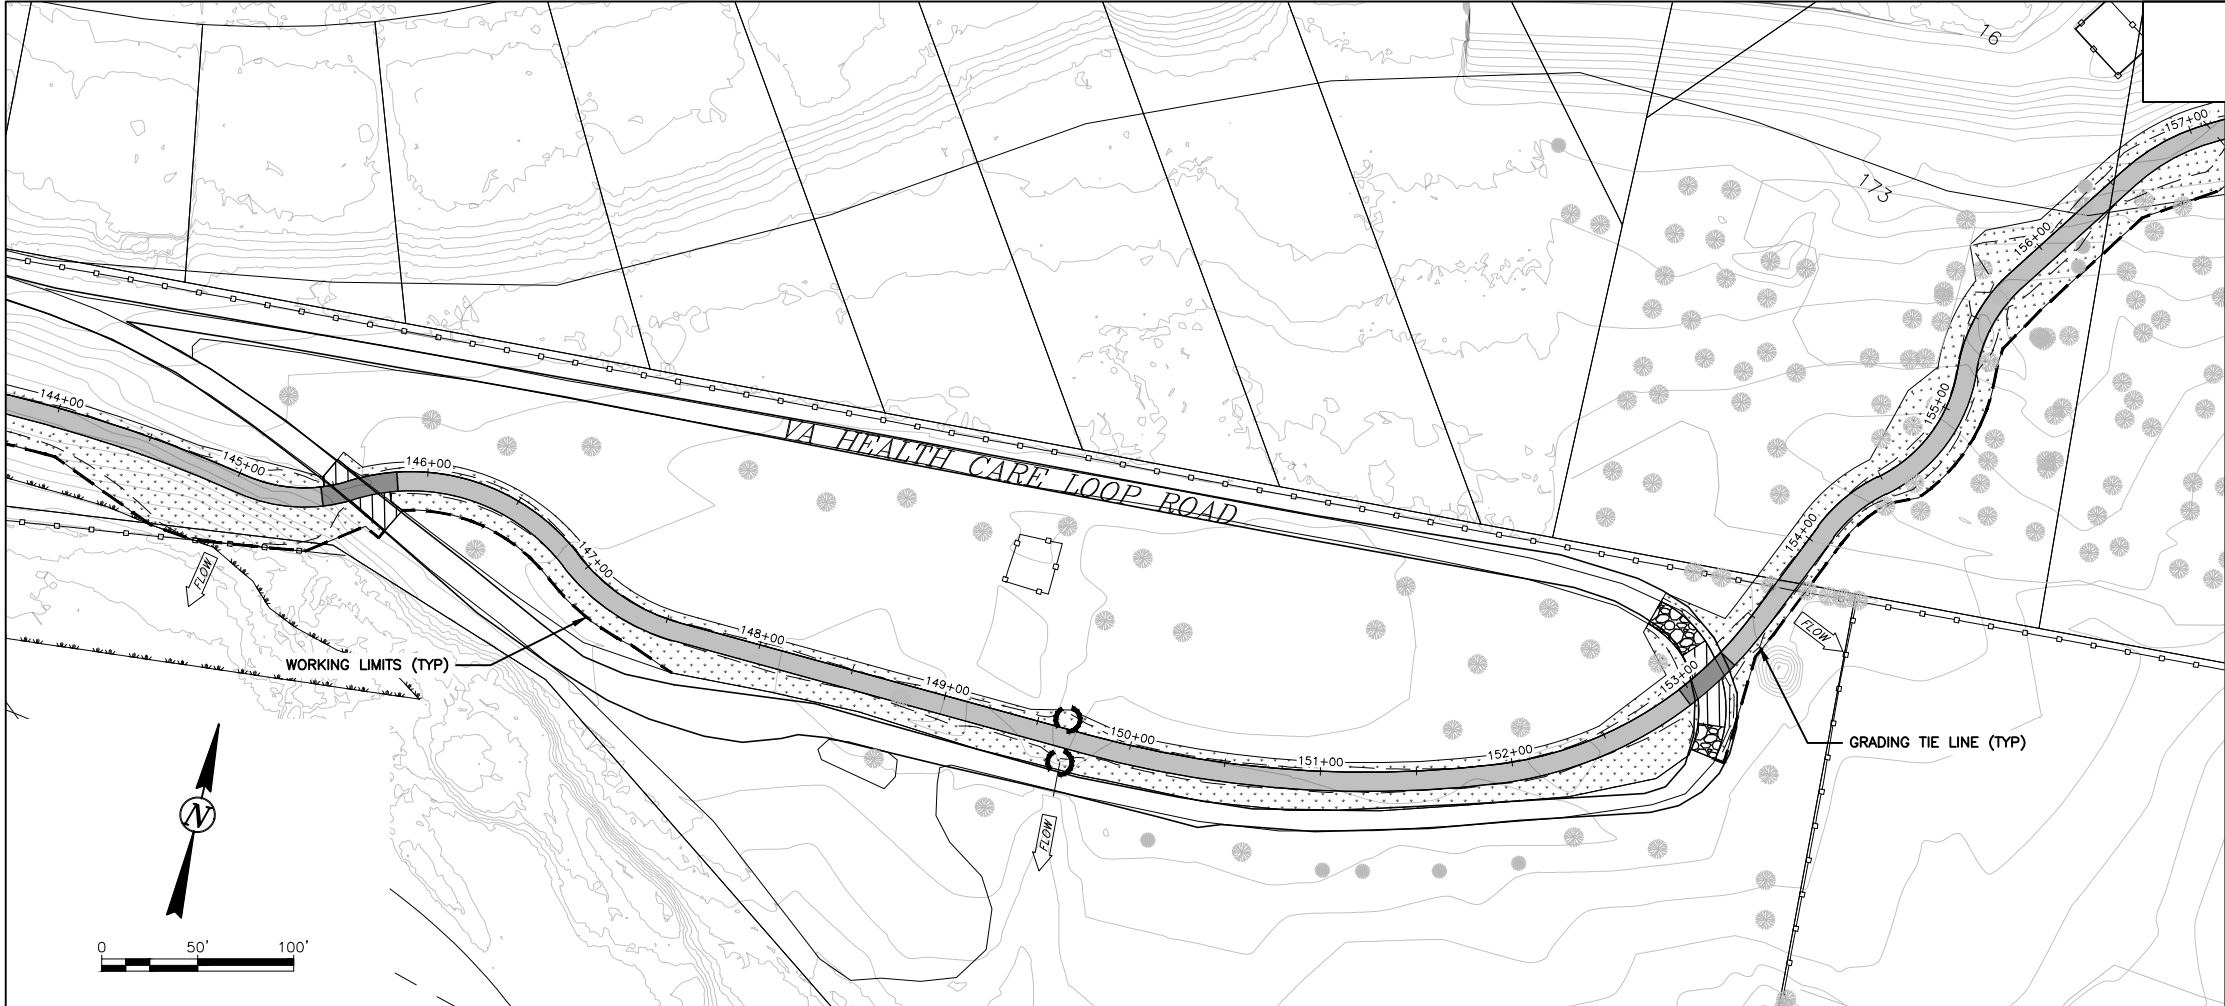 16
157+00
173
156+00
144+00
155+00
VA HEALTH CARE LOOP ROAD
145+00
146+00
154+00
147+00
FLOW
FLOW
148+00
WORKING LIMITS (TYP)
153+00
149+00
150+00
GRADING TIE LINE (TYP)
152+00
151+00
N
FLOW
0 50' 100'